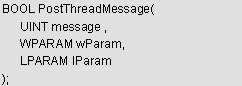 BOOL PostThreadMessage(
UINT message ,
WPARAM wParam,
LPARAM lParam
);